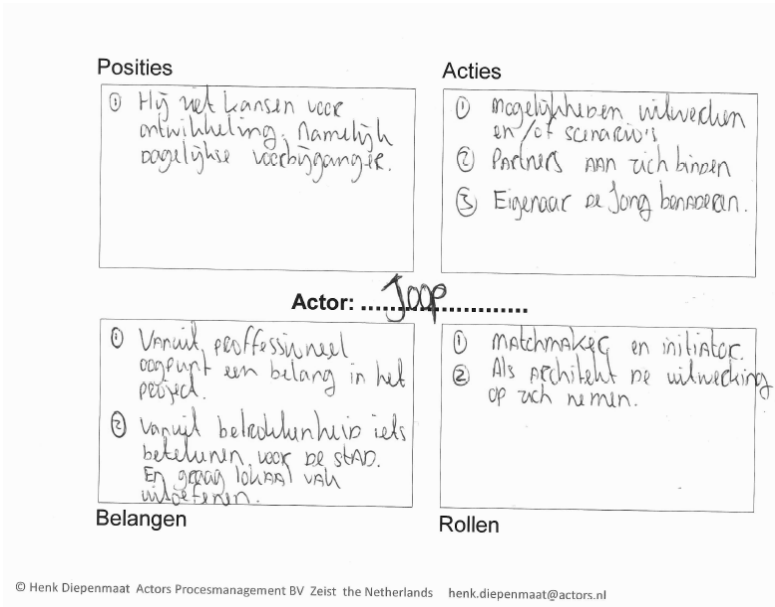 Posities
① Hij ziet kansen voor
ontwikkeling. Namelijk
dagelijkse voorbijganger.
Acties
① Mogelijkheden uitwerken
en/of scenario's
② Partners aan zich binden
③ Eigenaar de Jong benaderen.
Actor: Joop
① Vanuit proffessioneel
oogpunt een belang in het
project.
② Vanuit betrokkenheid iets
betekenen voor de stad.
En graag lokaal vak
uitoefenen.
Belangen
① Matchmaker en initiator.
② Als architekt de uitwerking
op zich nemen.
Rollen
© Henk Diepenmaat Actors Procesmanagement BV Zeist the Netherlands henk.diepenmaat@actors.nl